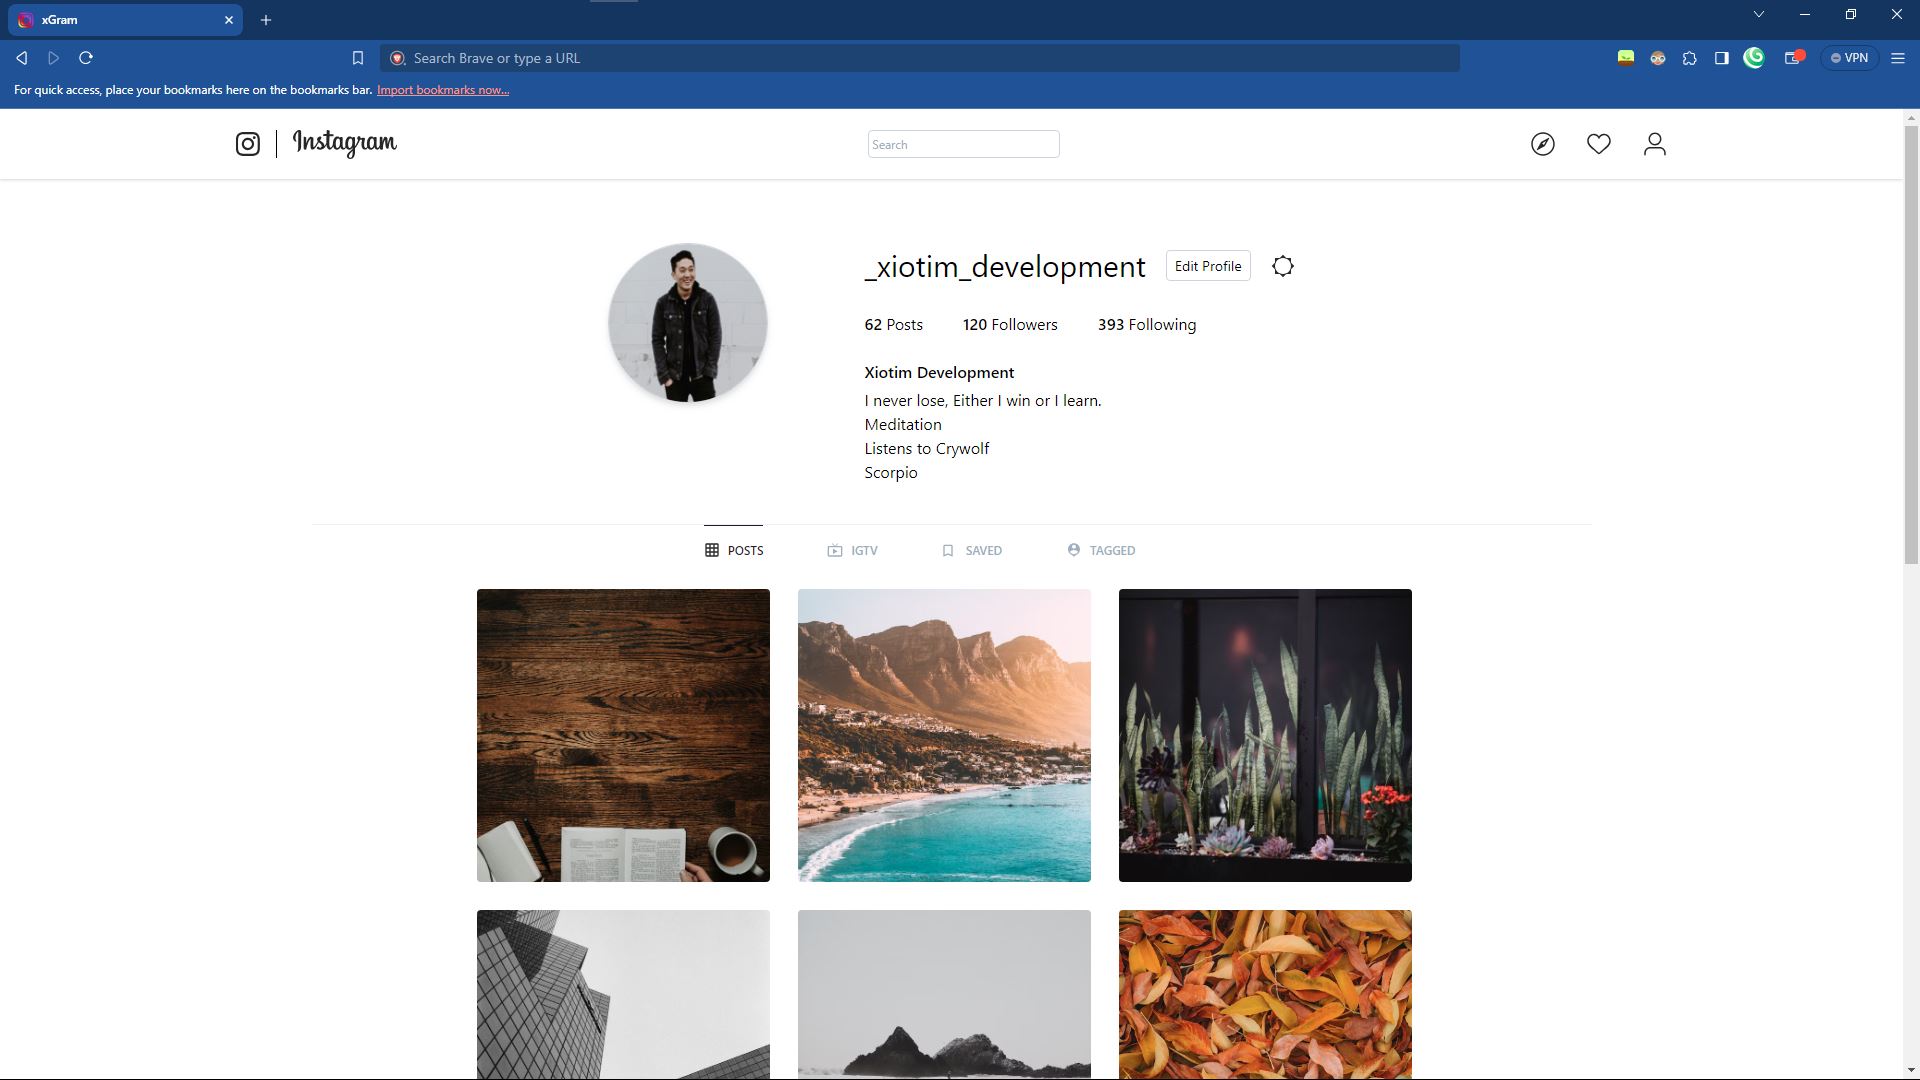 xGram
Search Brave or type a URL
VPN
For quick access, place your bookmarks here on the bookmarks bar. Import bookmarks now...
Instagram
Search
_xiotim_development
Edit Profile
62 Posts 120 Followers 393 Following
Xiotim Development
I never lose, Either I win or I learn.
Meditation
Listens to Crywolf
Scorpio
POSTS IGTV SAVED TAGGED